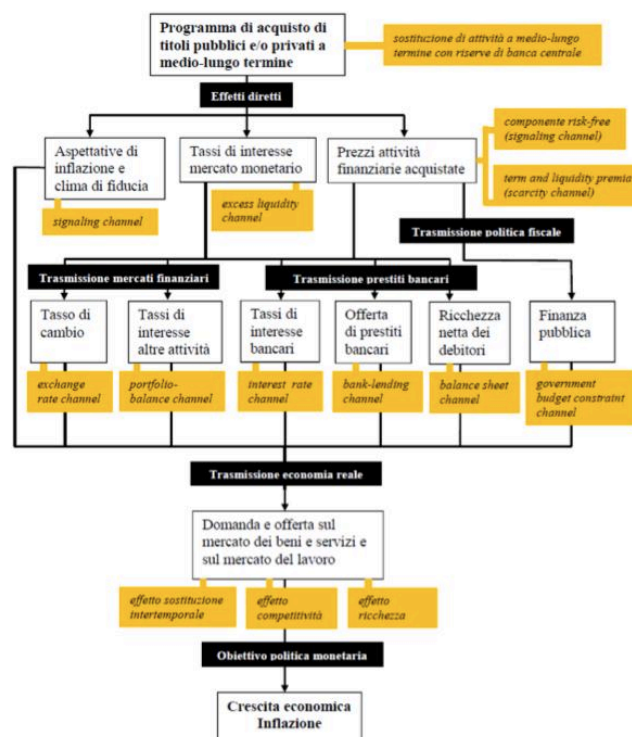 Programma di acquisto di
titoli pubblici e/o privati a
medio-lungo termine
sostituzione di attività a medio-lungo
termine con riserve di banca centrale
Effetti diretti
Aspettative di
inflazione e
clima di fiducia
signaling channel
Tassi di interesse
mercato monetario
excess liquidity
channel
Prezzi attività
finanziarie acquistate
componente risk-free
(signaling channel)
term and liquidity premia
(scarcity channel)
Trasmissione politica fiscale
Trasmissione mercati finanziari
Trasmissione prestiti bancari
Tasso di
cambio
exchange
rate channel
Tassi di
interesse
altre attività
portfolio-
balance channel
Tassi di
interesse
bancari
interest rate
channel
Offerta
di prestiti
bancari
bank-lending
channel
Ricchezza
netta dei
debitori
balance sheet
channel
Finanza
pubblica
government
budget constraint
channel
Trasmissione economia reale
Domanda e offerta sul
mercato dei beni e servizi e
sul mercato del lavoro
effetto sostituzione
intertemporale
effetto
competitività
effetto
ricchezza
Obiettivo politica monetaria
Crescita economica
Inflazione